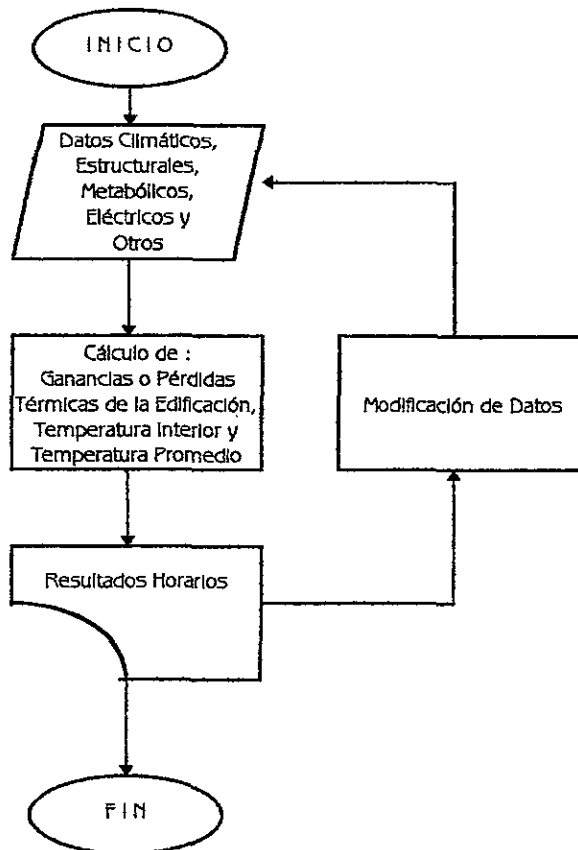 INICIO
Datos Climáticos,
Estructurales,
Metabólicos,
Eléctricos y
Otros
Cálculo de :
Ganancias o Pérdidas
Térmicas de la Edificación,
Temperatura Interior y
Temperatura Promedio
Modificación de Datos
Resultados Horarios
FIN